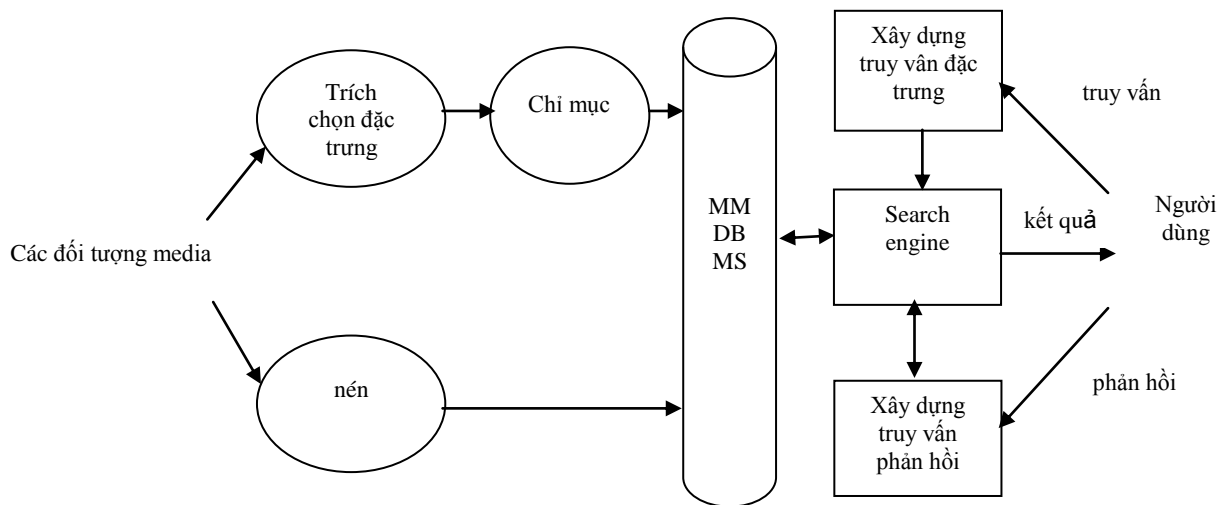 Trích
chọn đặc
trưng
Chỉ mục
Xây dựng
truy vân đặc
trưng
truy vấn
Các đối tượng media
MM
DB
MS
Search
engine
kết quả
Người
dùng
nén
Xây dựng
truy vấn
phản hồi
phản hồi